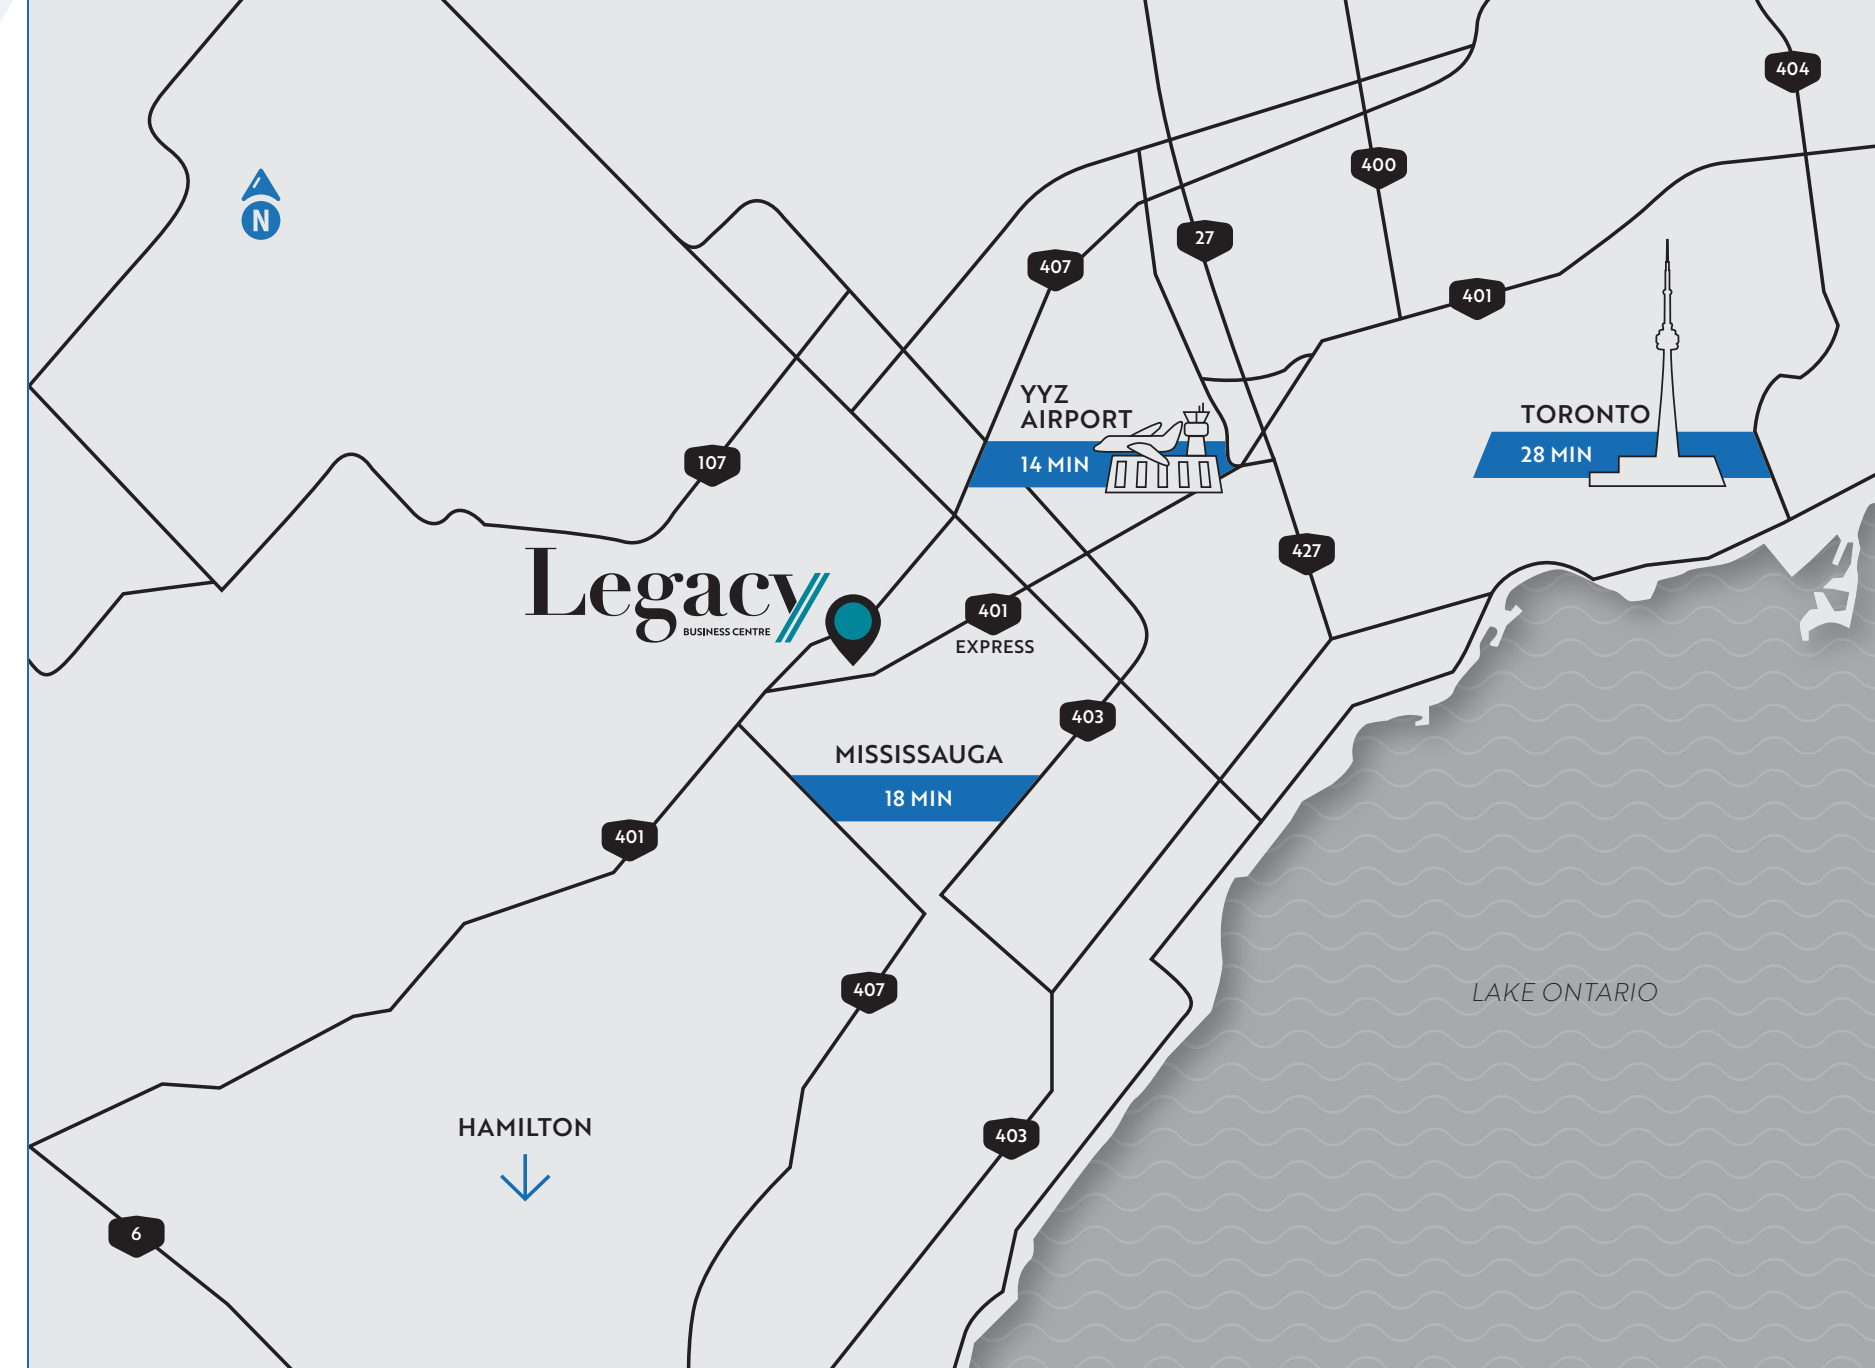 404
400
N
27
407
401
YYZ
AIRPORT
14 MIN
TORONTO
28 MIN
107
427
Legacy
BUSINESS CENTRE
401
EXPRESS
403
MISSISSAUGA
18 MIN
401
407
LAKE ONTARIO
HAMILTON
403
6